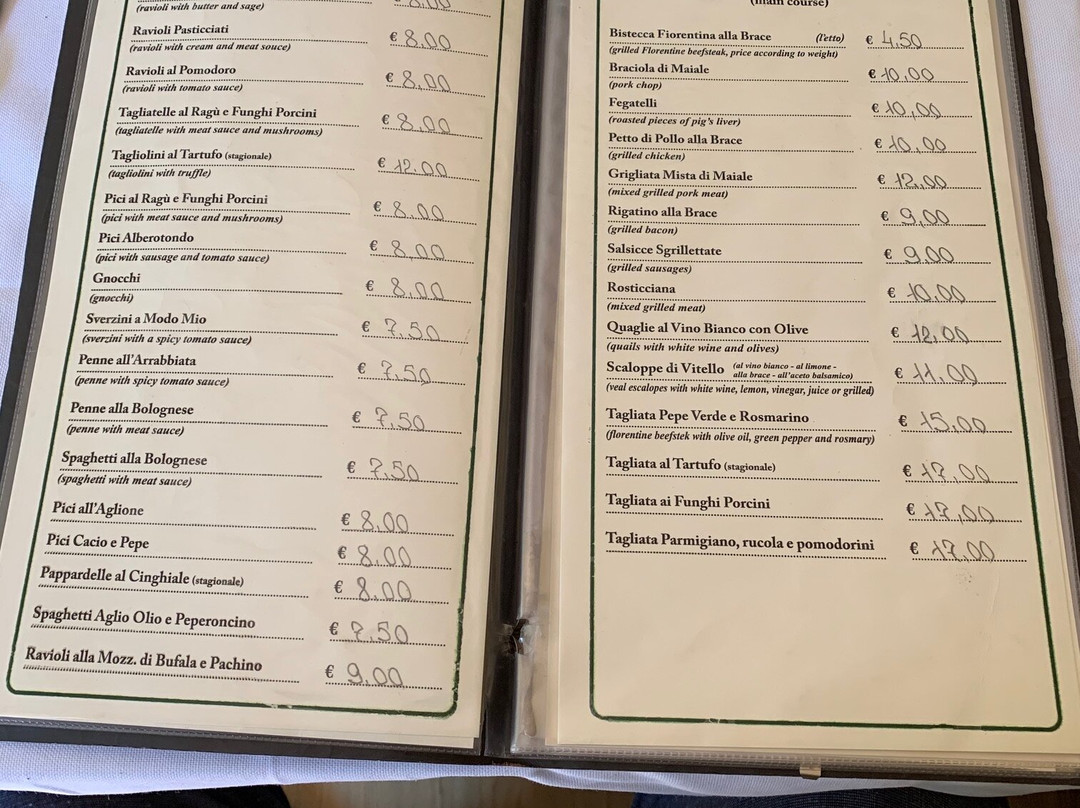 (ravioli with butter and sage)
Ravioli Pasticciati € 8,00
(ravioli with cream and meat souce)
Ravioli al Pomodoro € 8,00
(ravioli with tomato sauce)
Tagliatelle al Ragù e Funghi Porcini € 8,00
(tagliatelle with meat sauce and mushrooms)
Tagliolini al Tartufo (stagionale) € 12.00
(tagliolini with truffle)
Pici al Ragù e Funghi Porcini € 8,00
(pici with meat sauce and mushrooms)
Pici Alberotondo € 8,00
(pici with sausage and tomato sauce)
Gnocchi € 8,00
(gnocchi)
Sverzini a Modo Mio € 7.50
(sverzini with a spicy tomato sauce)
Penne all'Arrabbiata € 7,50
(penne with spicy tomato sauce)
Penne alla Bolognese € 7,50
(penne with meat sauce)
Spaghetti alla Bolognese € 7.50
(spaghetti with meat sauce)
Pici all'Aglione € 8.00
Pici Cacio e Pepe € 8.00
Pappardelle al Cinghiale (stagionale) € 8,00
Spaghetti Aglio Olio e Peperoncino € 7.50
Ravioli alla Mozz. di Bufala e Pachino € 9.00
(main course)
Bistecca Fiorentina alla Brace (l'etto) € 4,50
(grilled Florentine beefsteak, price according to weight)
Braciola di Maiale € 10,00
(pork chop)
Fegatelli € 10,00
(roasted pieces of pig's liver)
Petto di Pollo alla Brace € 10,00
(grilled chicken)
Grigliata Mista di Maiale € 12,00
(mixed grilled pork meat)
Rigatino alla Brace € 9,00
(grilled bacon)
Salsicce Sgrillettate € 9.00
(grilled sausages)
Rosticciana € 10.00
(mixed grilled meat)
Quaglie al Vino Bianco con Olive € 12,00
(quails with white wine and olives)
Scaloppe di Vitello (al vino bianco - al limone - € 11,00
alla brace - all'aceto balsamico)
(veal escalopes with white wine, lemon, vinegar, juice or grilled)
Tagliata Pepe Verde e Rosmarino € 15,00
(florentine beefstek with olive oil, green pepper and rosmary)
Tagliata al Tartufo (stagionale) € 17,00
Tagliata ai Funghi Porcini € 17,00
Tagliata Parmigiano, rucola e pomodorini € 17,00